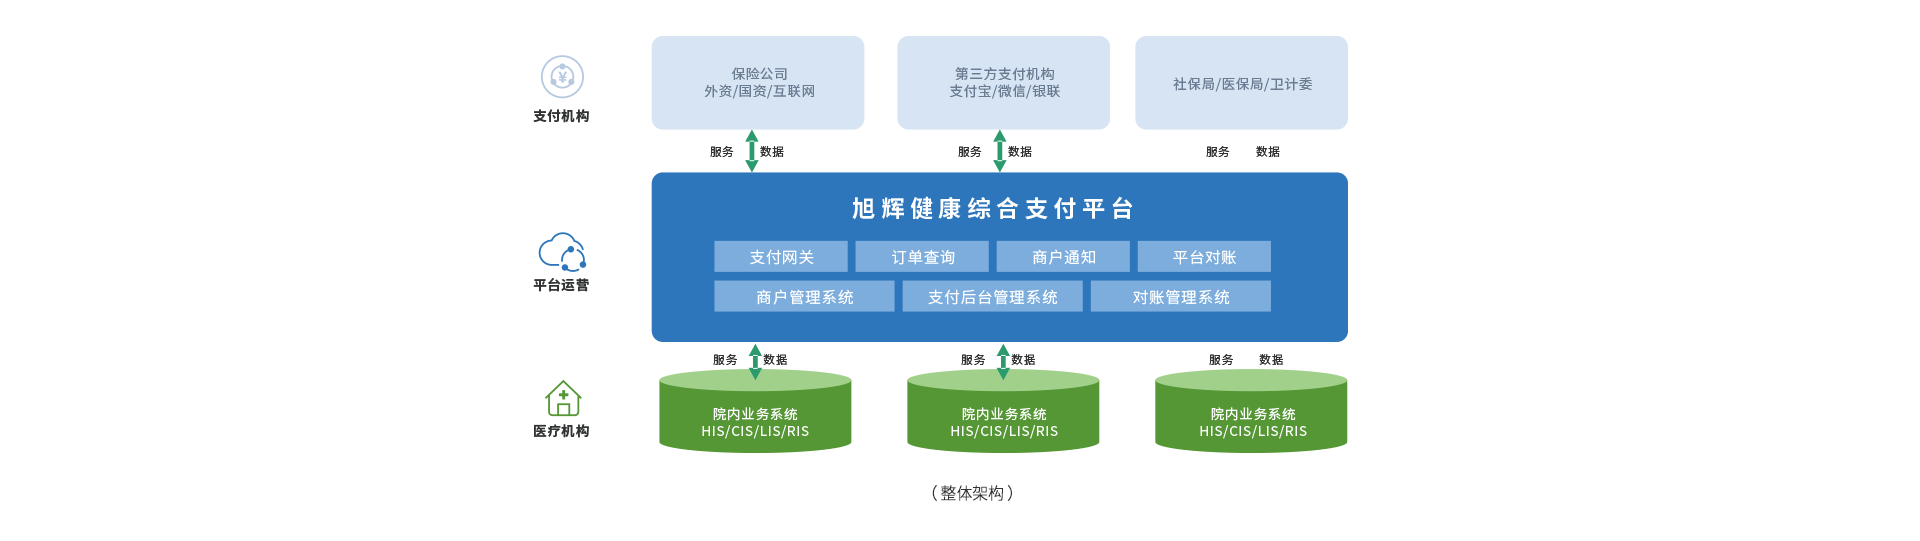 支付机构
保险公司
外资/国资/互联网
第三方支付机构
支付宝/微信/银联
社保局/医保局/卫计委
服务 数据
服务 数据
服务 数据
平台运营
旭辉健康综合支付平台
支付网关
订单查询
商户通知
平台对账
商户管理系统
支付后台管理系统
对账管理系统
服务 数据
服务 数据
服务 数据
医疗机构
院内业务系统
HIS/CIS/LIS/RIS
院内业务系统
HIS/CIS/LIS/RIS
院内业务系统
HIS/CIS/LIS/RIS
（整体架构）